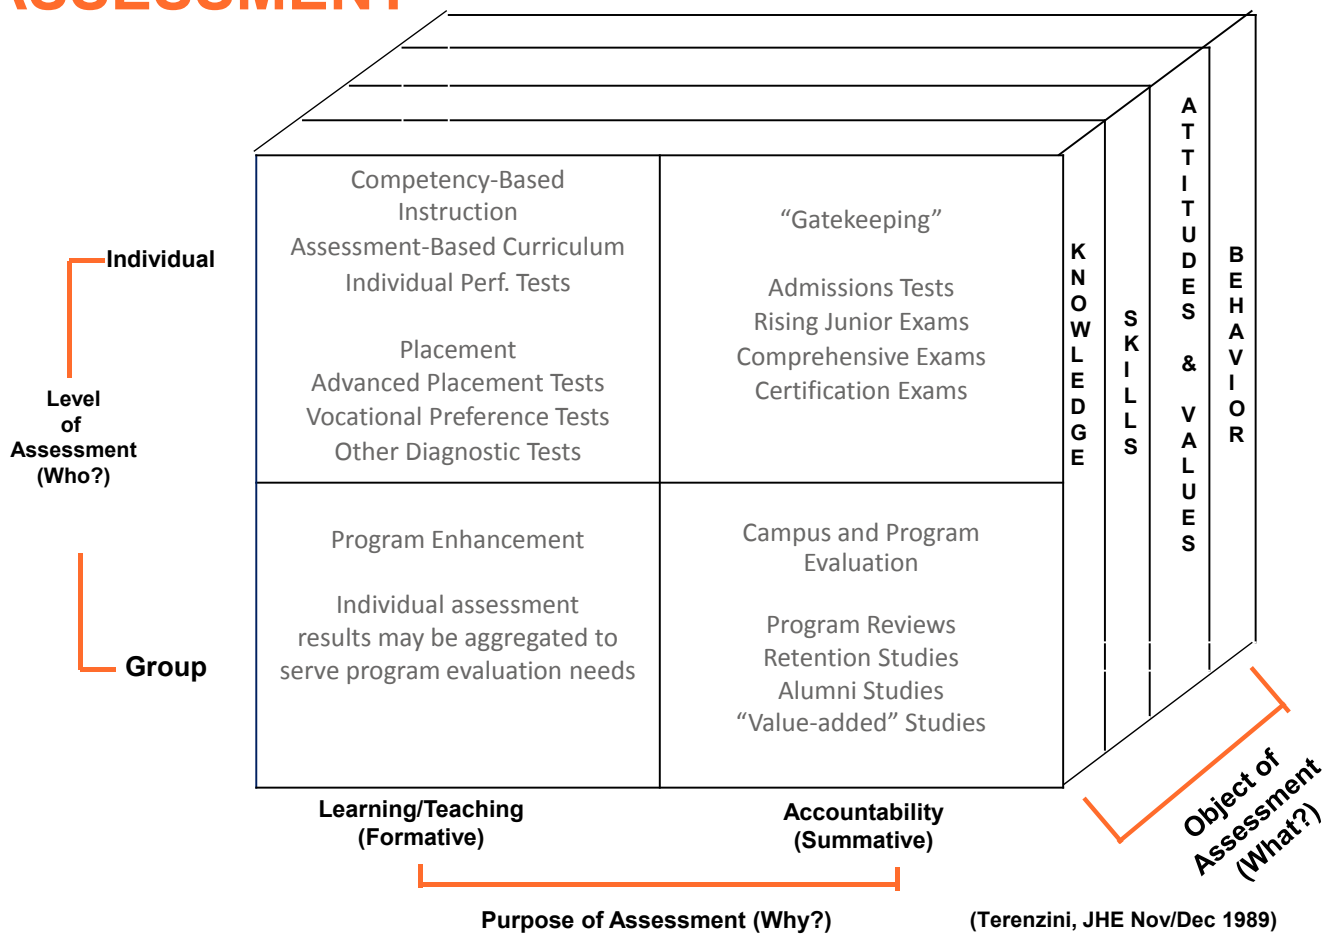 ASSESSMENT
Competency-Based
Instruction
Assessment-Based Curriculum
Individual Perf. Tests
Placement
Advanced Placement Tests
Vocational Preference Tests
Other Diagnostic Tests
“Gatekeeping”
Admissions Tests
Rising Junior Exams
Comprehensive Exams
Certification Exams
Individual
Level
of
Assessment
(Who?)
Group
Program Enhancement
Individual assessment
results may be aggregated to
serve program evaluation needs
Campus and Program
Evaluation
Program Reviews
Retention Studies
Alumni Studies
“Value-added” Studies
KNOWLEDGE
SKILLS
ATTITUDES & VALUES
BEHAVIOR
Learning/Teaching
(Formative)
Accountability
(Summative)
Object of
Assessment
(What?)
Purpose of Assessment (Why?)
(Terenzini, JHE Nov/Dec 1989)